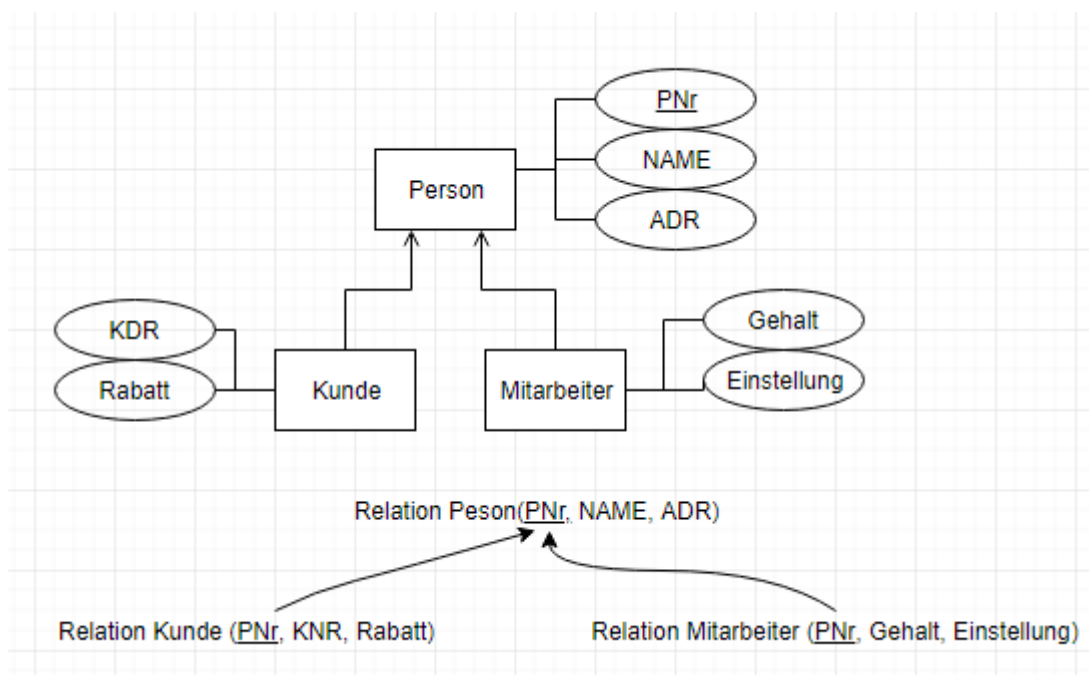 PNr
NAME
Person
ADR
KDR
Gehalt
Rabatt
Kunde
Mitarbeiter
Einstellung
Relation Peson(PNr, NAME, ADR)
Relation Kunde (PNr, KNR, Rabatt)
Relation Mitarbeiter (PNr, Gehalt, Einstellung)